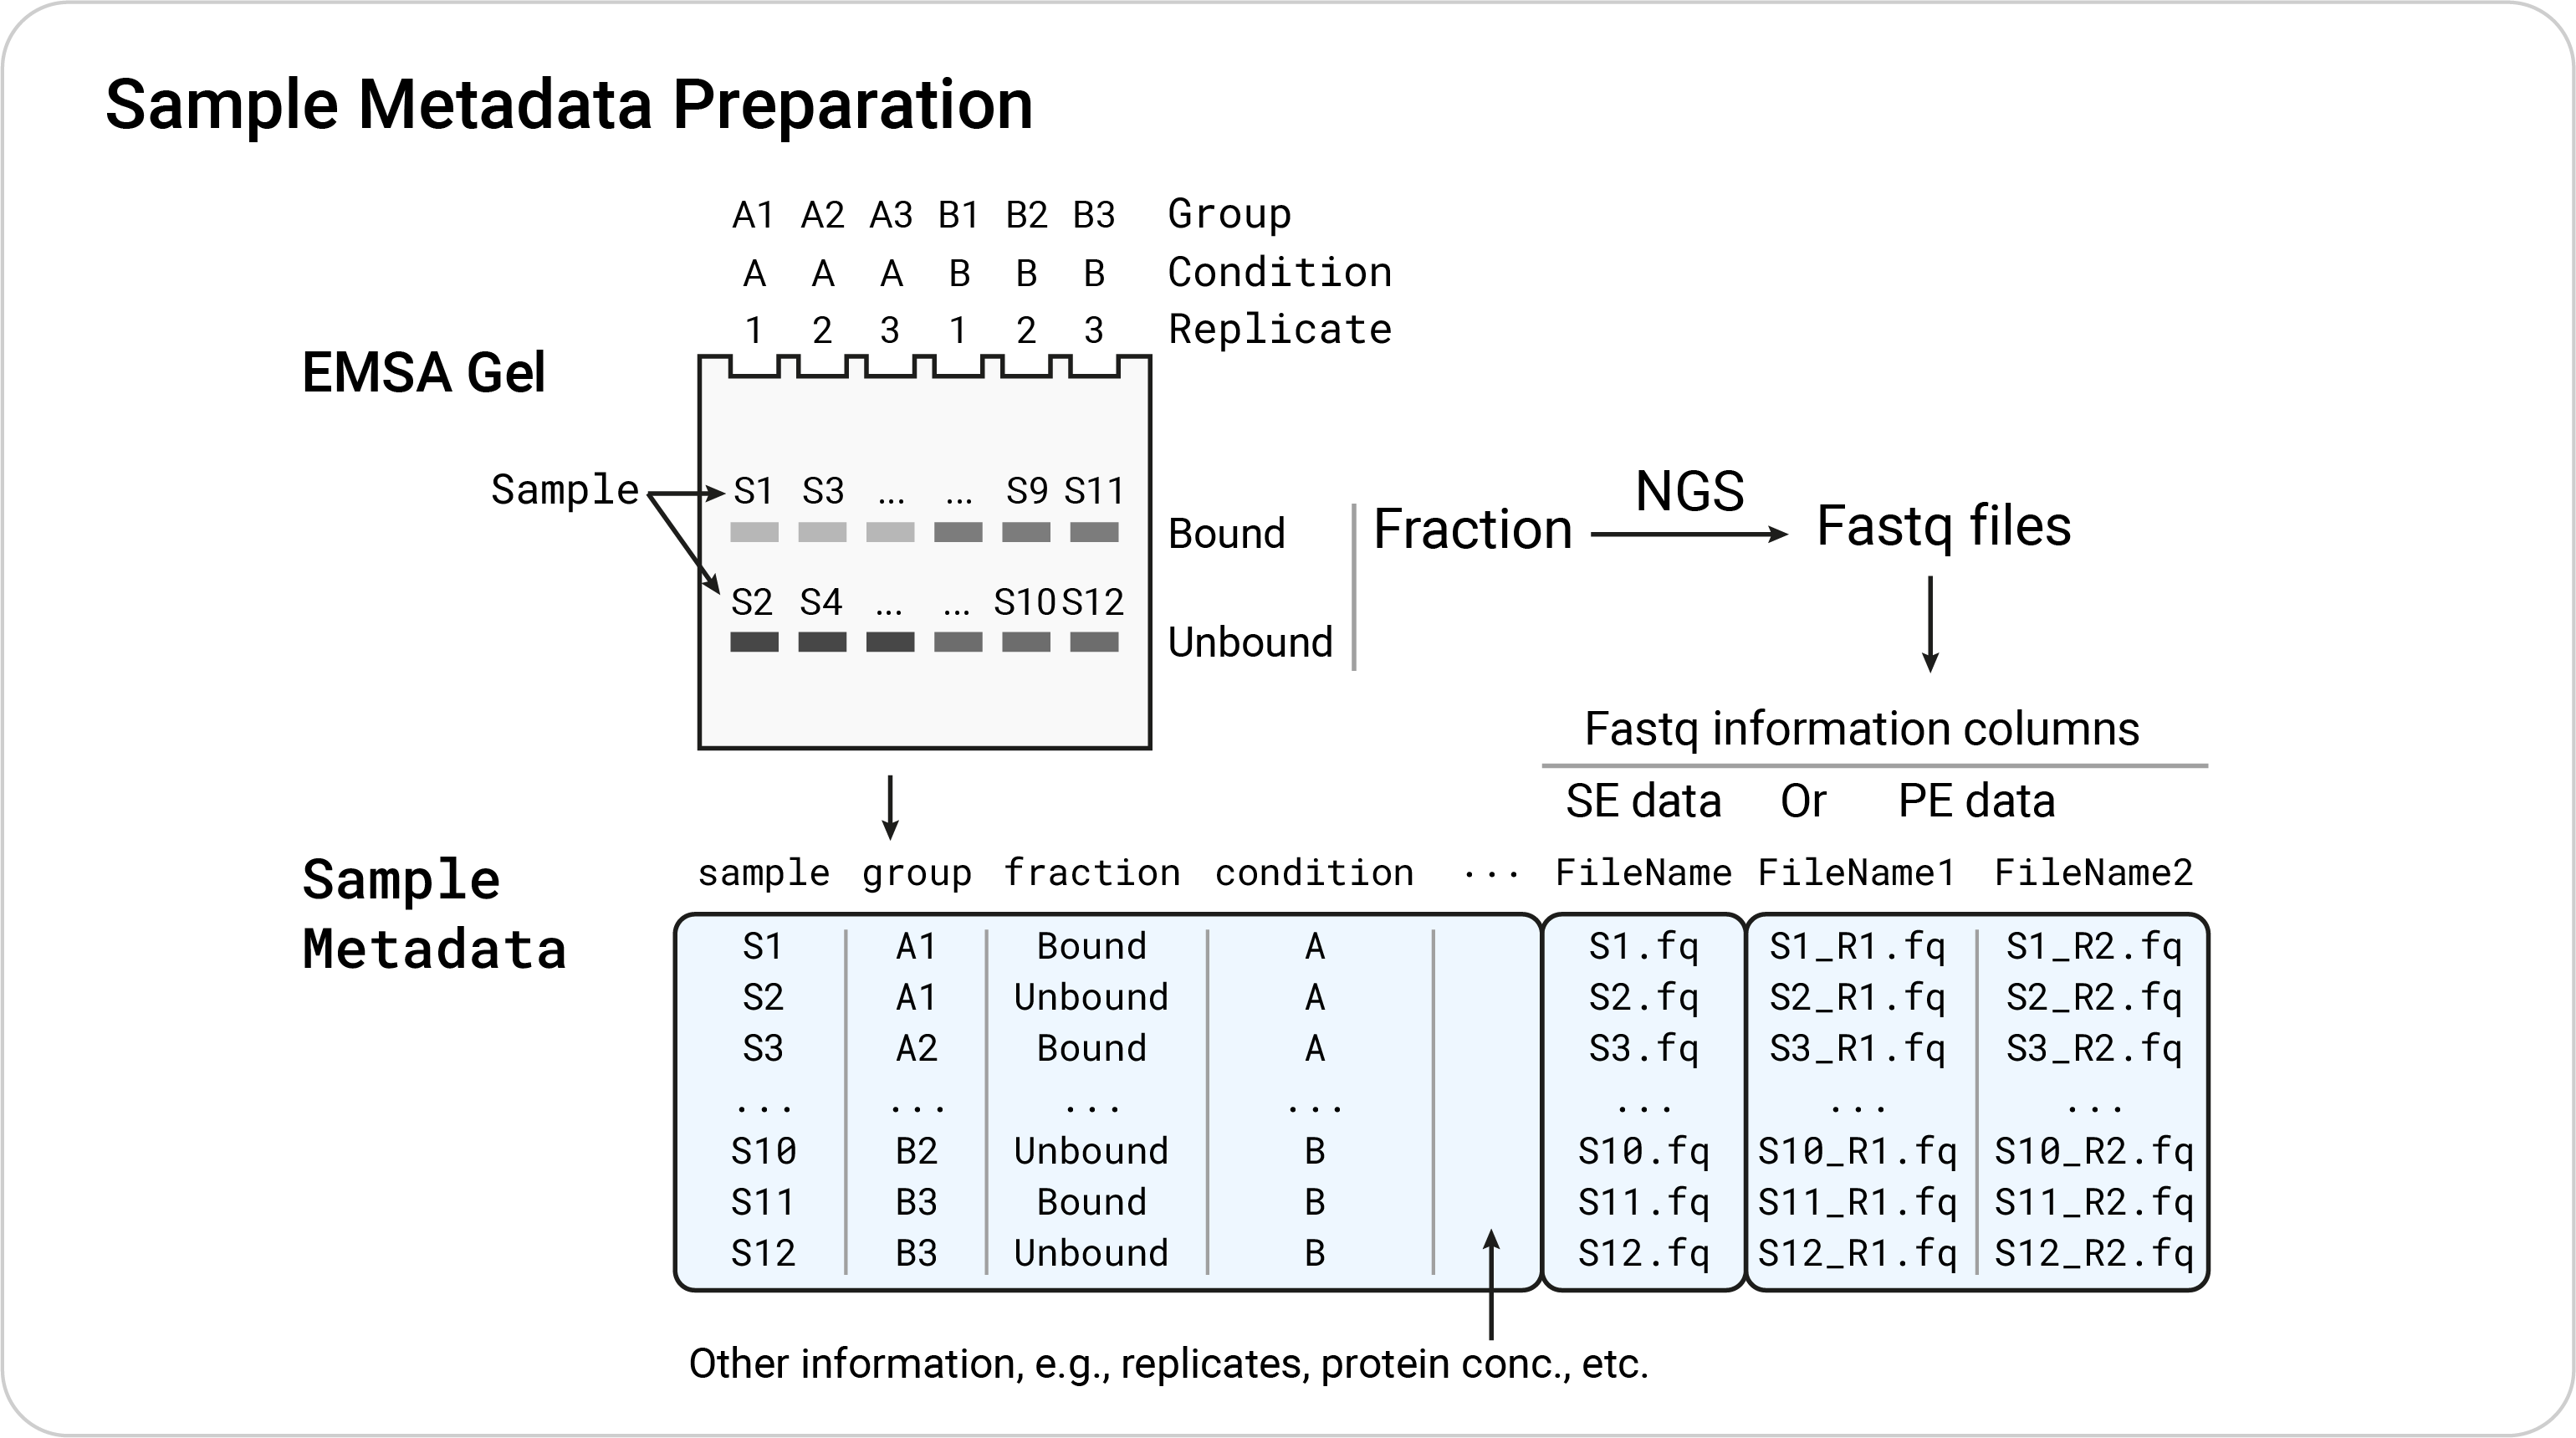 Sample Metadata Preparation
A1 A2 A3 B1 B2 B3 Group
A A A B B B Condition
1 2 3 1 2 3 Replicate
EMSA Gel
Sample
S1 S3 ... ... S9 S11
Bound
S2 S4 ... ... S10 S12
Unbound
Fraction
NGS
Fastq files
Fastq information columns
SE data Or PE data
Sample
Metadata
sample group fraction condition ... FileName FileName1 FileName2
S1 A1 Bound A S1.fq S1_R1.fq S1_R2.fq
S2 A1 Unbound A S2.fq S2_R1.fq S2_R2.fq
S3 A2 Bound A S3.fq S3_R1.fq S3_R2.fq
... ... ... ... ... ... ...
S10 B2 Unbound B S10.fq S10_R1.fq S10_R2.fq
S11 B3 Bound B S11.fq S11_R1.fq S11_R2.fq
S12 B3 Unbound B S12.fq S12_R1.fq S12_R2.fq
Other information, e.g., replicates, protein conc., etc.